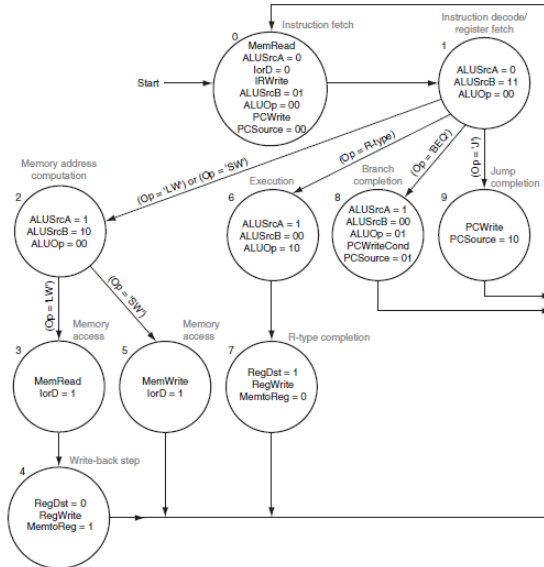 Instruction fetch
0
MemRead
ALUSrcA = 0
IorD = 0
IRWrite
ALUSrcB = 01
ALUOp = 00
PCWrite
PCSource = 00
Start
Instruction decode/
register fetch
1
ALUSrcA = 0
ALUSrcB = 11
ALUOp = 00
(Op = 'LW') or (Op = 'SW')
(Op = R-type)
(Op = 'BEQ')
(Op = 'J')
Memory address
computation
2
ALUSrcA = 1
ALUSrcB = 10
ALUOp = 00
Execution
6
ALUSrcA = 1
ALUSrcB = 00
ALUOp = 10
Branch
completion
8
ALUSrcA = 1
ALUSrcB = 00
ALUOp = 01
PCWriteCond
PCSource = 01
Jump
completion
9
PCWrite
PCSource = 10
(Op = 'LW')
(Op = 'SW')
Memory
access
3
MemRead
IorD = 1
Memory
access
5
MemWrite
IorD = 1
R-type completion
7
RegDst = 1
RegWrite
MemtoReg = 0
Write-back step
4
RegDst = 0
RegWrite
MemtoReg = 1